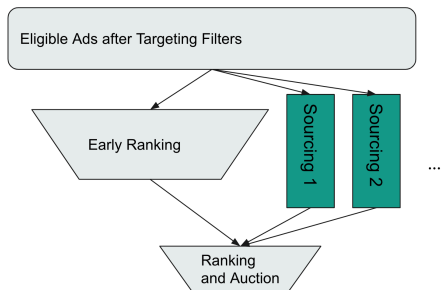 Eligible Ads after Targeting Filters
Early Ranking
Sourcing 1
Sourcing 2
...
Ranking
and Auction